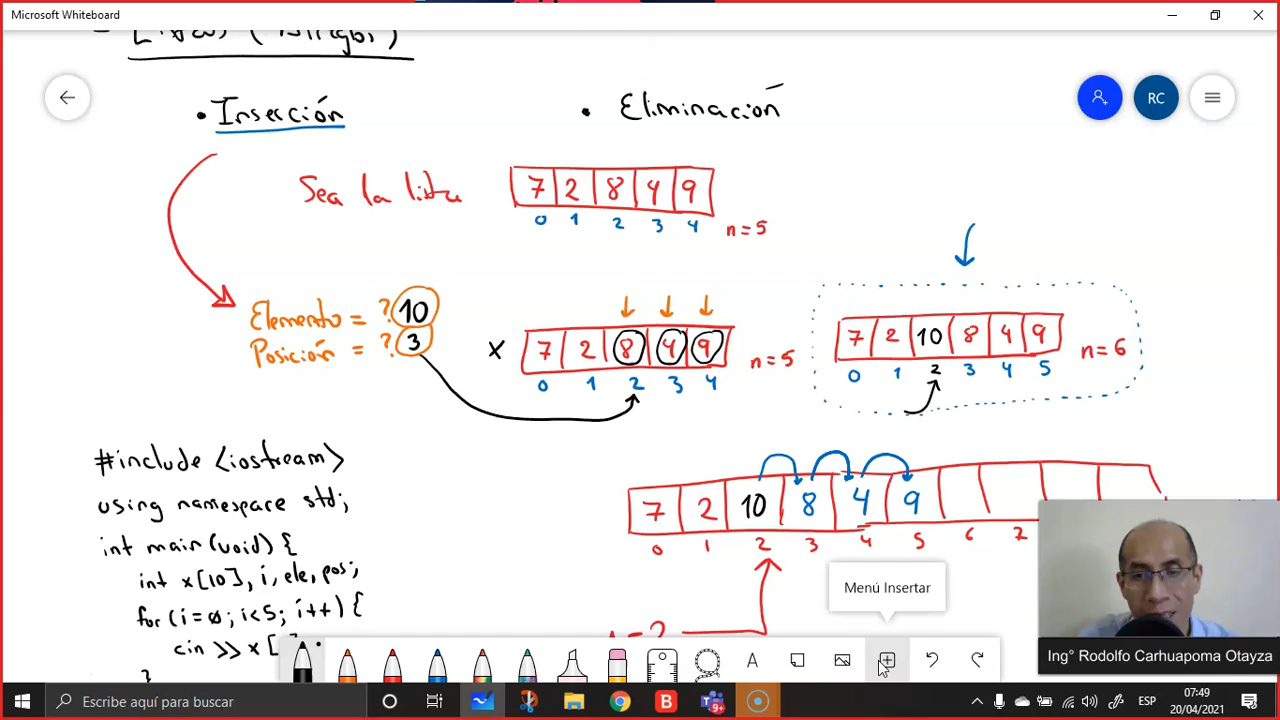 Microsoft Whiteboard
• Inserción
• Eliminación
RC
Sea la lista
7 2 8 4 9
0 1 2 3 4
n=5
Elemento = ? 10
Posición = ? 3
x 7 2 8 4 9
0 1 2 3 4
n=5
7 2 10 8 4 9
0 1 2 3 4 5
n=6
#include <iostream>
using namespace std;
int main(void) {
int x[10], i, ele, pos;
for (i=0; i<5; i++) {
cin >> x[
7 2 10 8 4 9
0 1 2 3 4 5 6 7
Menú Insertar
Ing° Rodolfo Carhuapoma Otayza
Escribe aquí para buscar
9+
ESP
07:49
20/04/2021